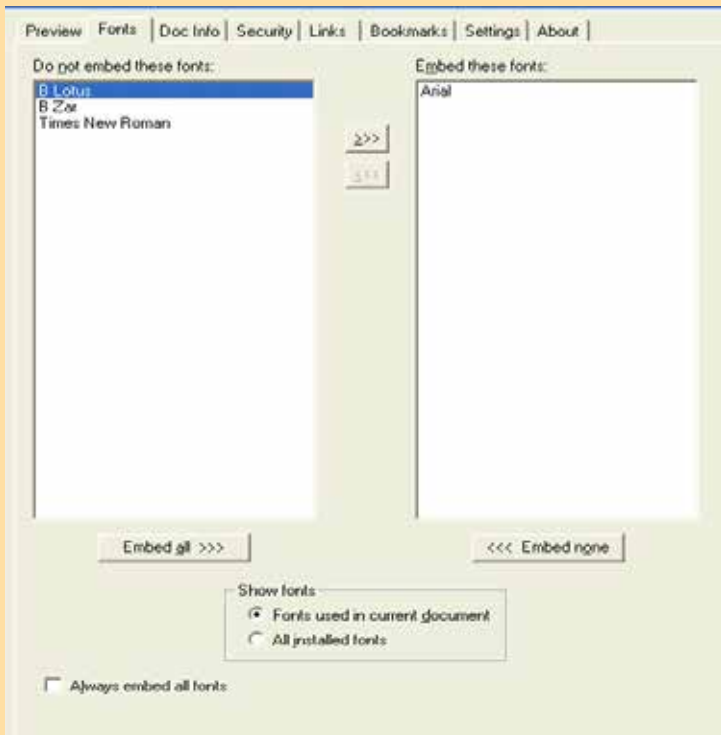 Preview Fonts Doc Info Security Links Bookmarks Settings About
Do not embed these fonts:
B Lotus
B Zar
Times New Roman
Embed these fonts:
Arial
>>>
<<<
Embed all >>>
<<< Embed none
Show fonts
Fonts used in current document
All installed fonts
Always embed all fonts